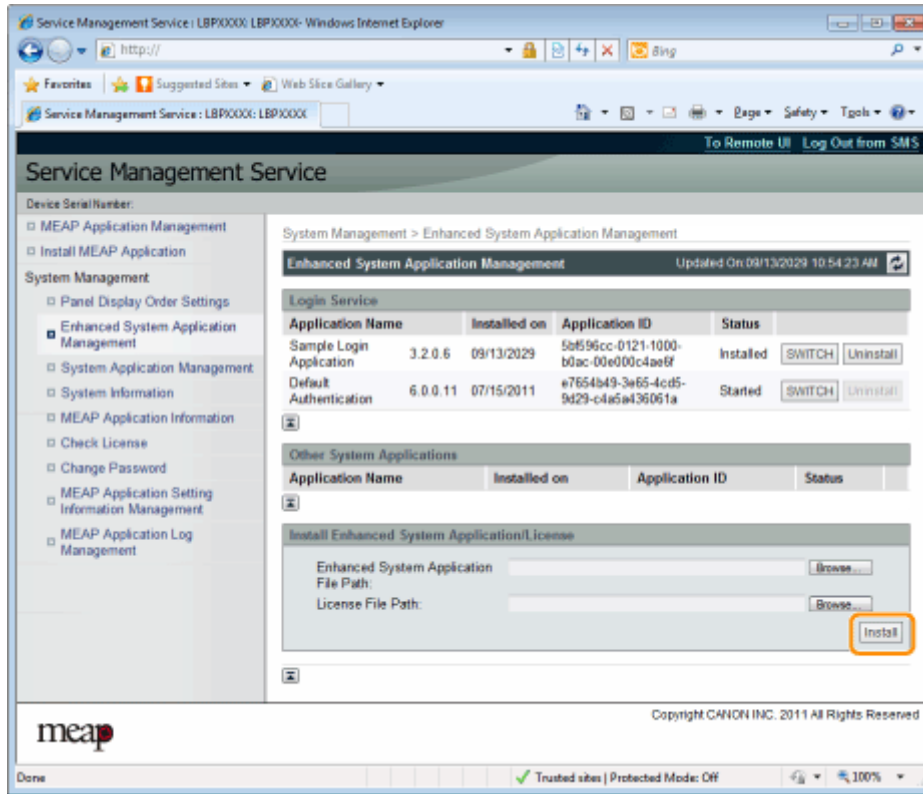 Service Management Service : LBPXXXX: LBPXXXX- Windows Internet Explorer
http://
Bing
Favorites Suggested Sites Web Slice Gallery
Service Management Service : LBPXXXX: LBPXXXX
Page Safety Tools
To Remote UI Log Out from SMS
Service Management Service
Device Serial Number:
MEAP Application Management
Install MEAP Application
System Management
Panel Display Order Settings
Enhanced System Application
Management
System Application Management
System Information
MEAP Application Information
Check License
Change Password
MEAP Application Setting
Information Management
MEAP Application Log
Management
System Management > Enhanced System Application Management
Enhanced System Application Management Updated On:09/13/2029 10:54:23 AM
Login Service
Application Name Installed on Application ID Status
Sample Login
Application 3.2.0.6 09/13/2029 5bf596cc-0121-1000-
b0ac-00e000c4ae6f Installed SWITCH Uninstall
Default
Authentication 6.0.0.11 07/15/2011 e7654b49-3e65-4cd5-
9d29-c4a5a436061a Started SWITCH Uninstall
Other System Applications
Application Name Installed on Application ID Status
Install Enhanced System Application/License
Enhanced System Application
File Path: Browse...
License File Path: Browse...
Install
meap
Copyright CANON INC. 2011 All Rights Reserved
Done Trusted sites | Protected Mode: Off 100%